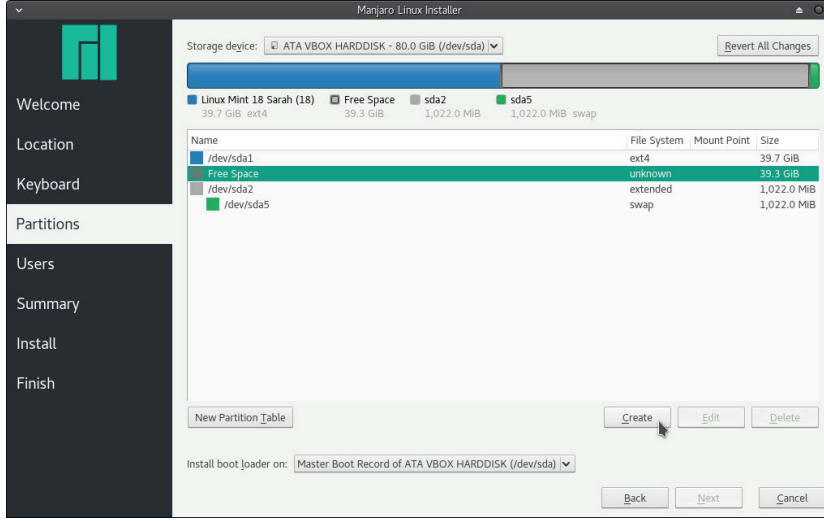 Manjaro Linux Installer
Storage device: ATA VBOX HARDDISK - 80.0 GiB (/dev/sda)
Revert All Changes
Linux Mint 18 Sarah (18) Free Space sda2 sda5
39.7 GiB ext4 39.3 GiB 1,022.0 MiB 1,022.0 MiB swap
Welcome
Location
Keyboard
Partitions
Users
Summary
Install
Finish
Name File System Mount Point Size
/dev/sda1 ext4 39.7 GiB
Free Space unknown 39.3 GiB
/dev/sda2 extended 1,022.0 MiB
/dev/sda5 swap 1,022.0 MiB
New Partition Table Create Edit Delete
Install boot loader on: Master Boot Record of ATA VBOX HARDDISK (/dev/sda)
Back Next Cancel